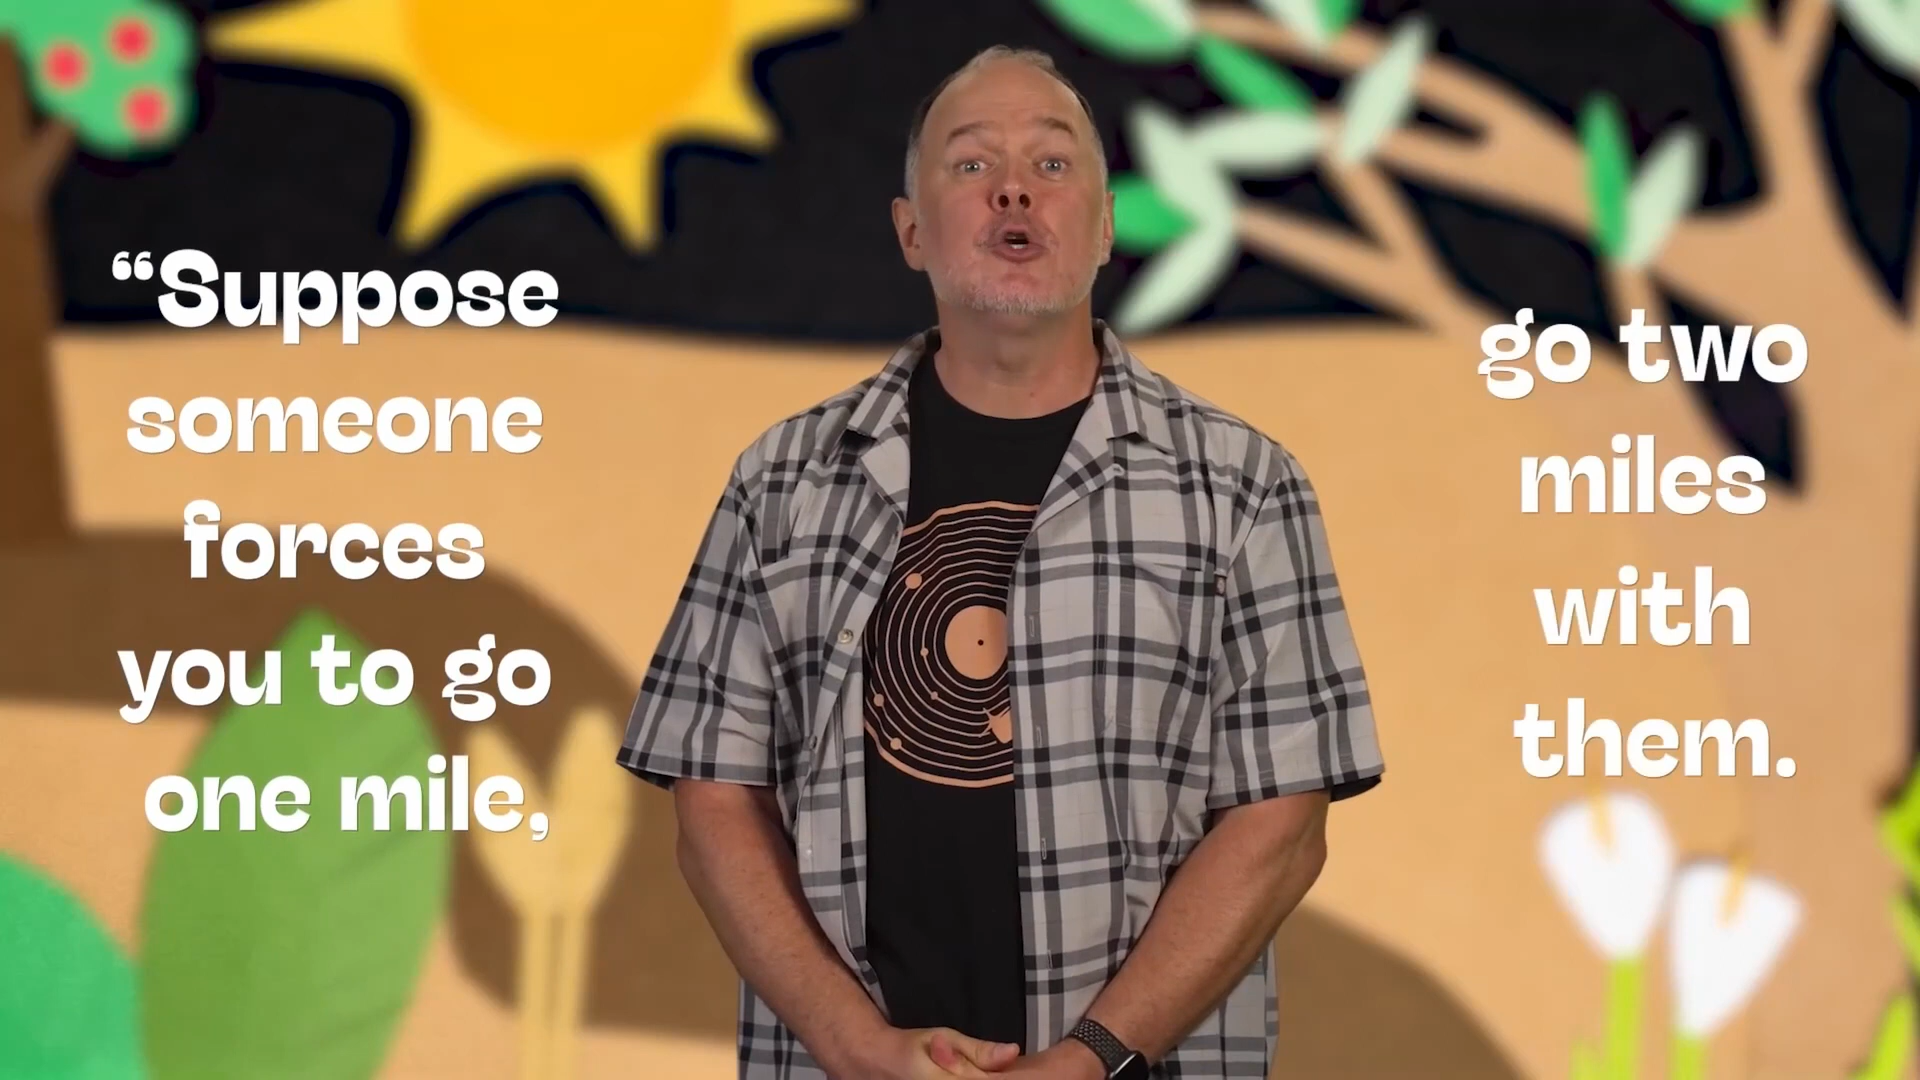 “Suppose
someone
forces
you to go
one mile,
go two
miles
with
them.